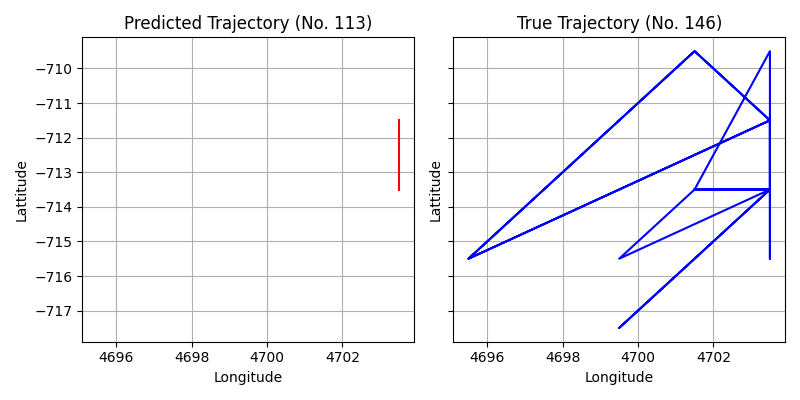 Predicted Trajectory (No. 113)
−710
−711
−712
−713
−714
−715
−716
−717
Lattitude
4696 4698 4700 4702
Longitude
True Trajectory (No. 146)
Lattitude
4696 4698 4700 4702
Longitude